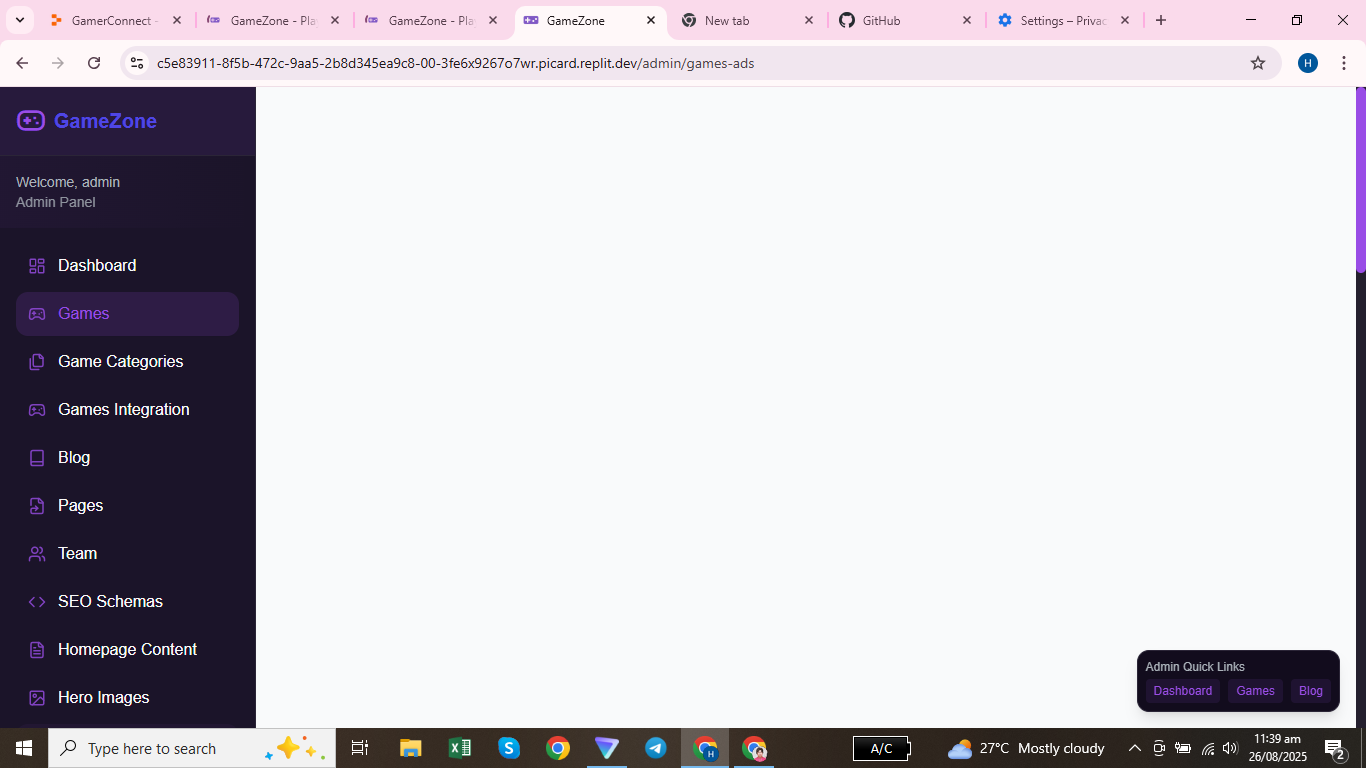 GamerConnect -
GameZone - Pla
GameZone - Pla
GameZone
New tab
GitHub
Settings – Privac
c5e83911-8f5b-472c-9aa5-2b8d345ea9c8-00-3fe6x9267o7wr.picard.replit.dev/admin/games-ads
H
GameZone
Welcome, admin
Admin Panel
Dashboard
Games
Game Categories
Games Integration
Blog
Pages
Team
SEO Schemas
Homepage Content
Hero Images
Admin Quick Links
Dashboard Games Blog
Type here to search
A/C
27°C Mostly cloudy
11:39 am
26/08/2025
2